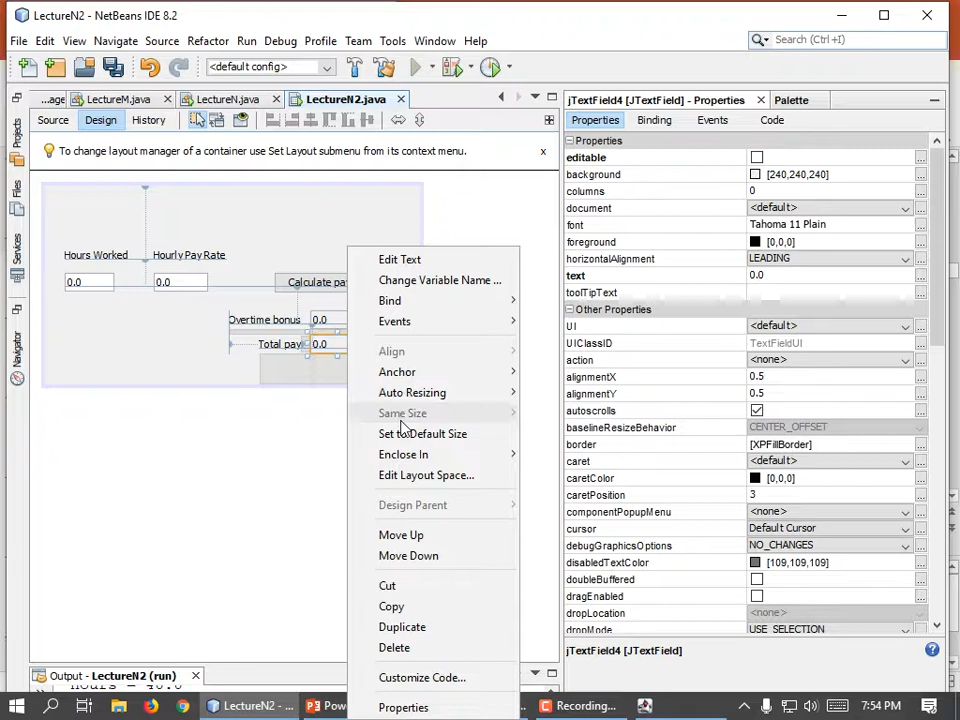 LectureN2 - NetBeans IDE 8.2
File Edit View Navigate Source Refactor Run Debug Profile Team Tools Window Help
Search (Ctrl+I)
<default config>
...age LectureM.java LectureN.java LectureN2.java
Source Design History
To change layout manager of a container use Set Layout submenu from its context menu. x
Projects
Files
Services
Navigator
Hours Worked Hourly Pay Rate
0.0 0.0 Calculate pa
Overtime bonus 0.0
Total pay 0.0
Edit Text
Change Variable Name ...
Bind
Events
Align
Anchor
Auto Resizing
Same Size
Set to Default Size
Enclose In
Edit Layout Space...
Design Parent
Move Up
Move Down
Cut
Copy
Duplicate
Delete
Customize Code...
Properties
jTextField4 [JTextField] - Properties Palette
Properties Binding Events Code
Properties
editable
background [240,240,240]
columns 0
document <default>
font Tahoma 11 Plain
foreground [0,0,0]
horizontalAlignment LEADING
text 0.0
toolTipText
Other Properties
UI <default>
UIClassID TextFieldUI
action <none>
alignmentX 0.5
alignmentY 0.5
autoscrolls
baselineResizeBehavior CENTER_OFFSET
border [XPFillBorder]
caret <default>
caretColor [0,0,0]
caretPosition 3
componentPopupMenu <none>
cursor Default Cursor
debugGraphicsOptions NO_CHANGES
disabledTextColor [109,109,109]
doubleBuffered
dragEnabled
dropLocation <none>
dropMode USE_SELECTION
jTextField4 [JTextField]
Output - LectureN2 (run)
LectureN2 - ... Pow ... Recording... 7:54 PM